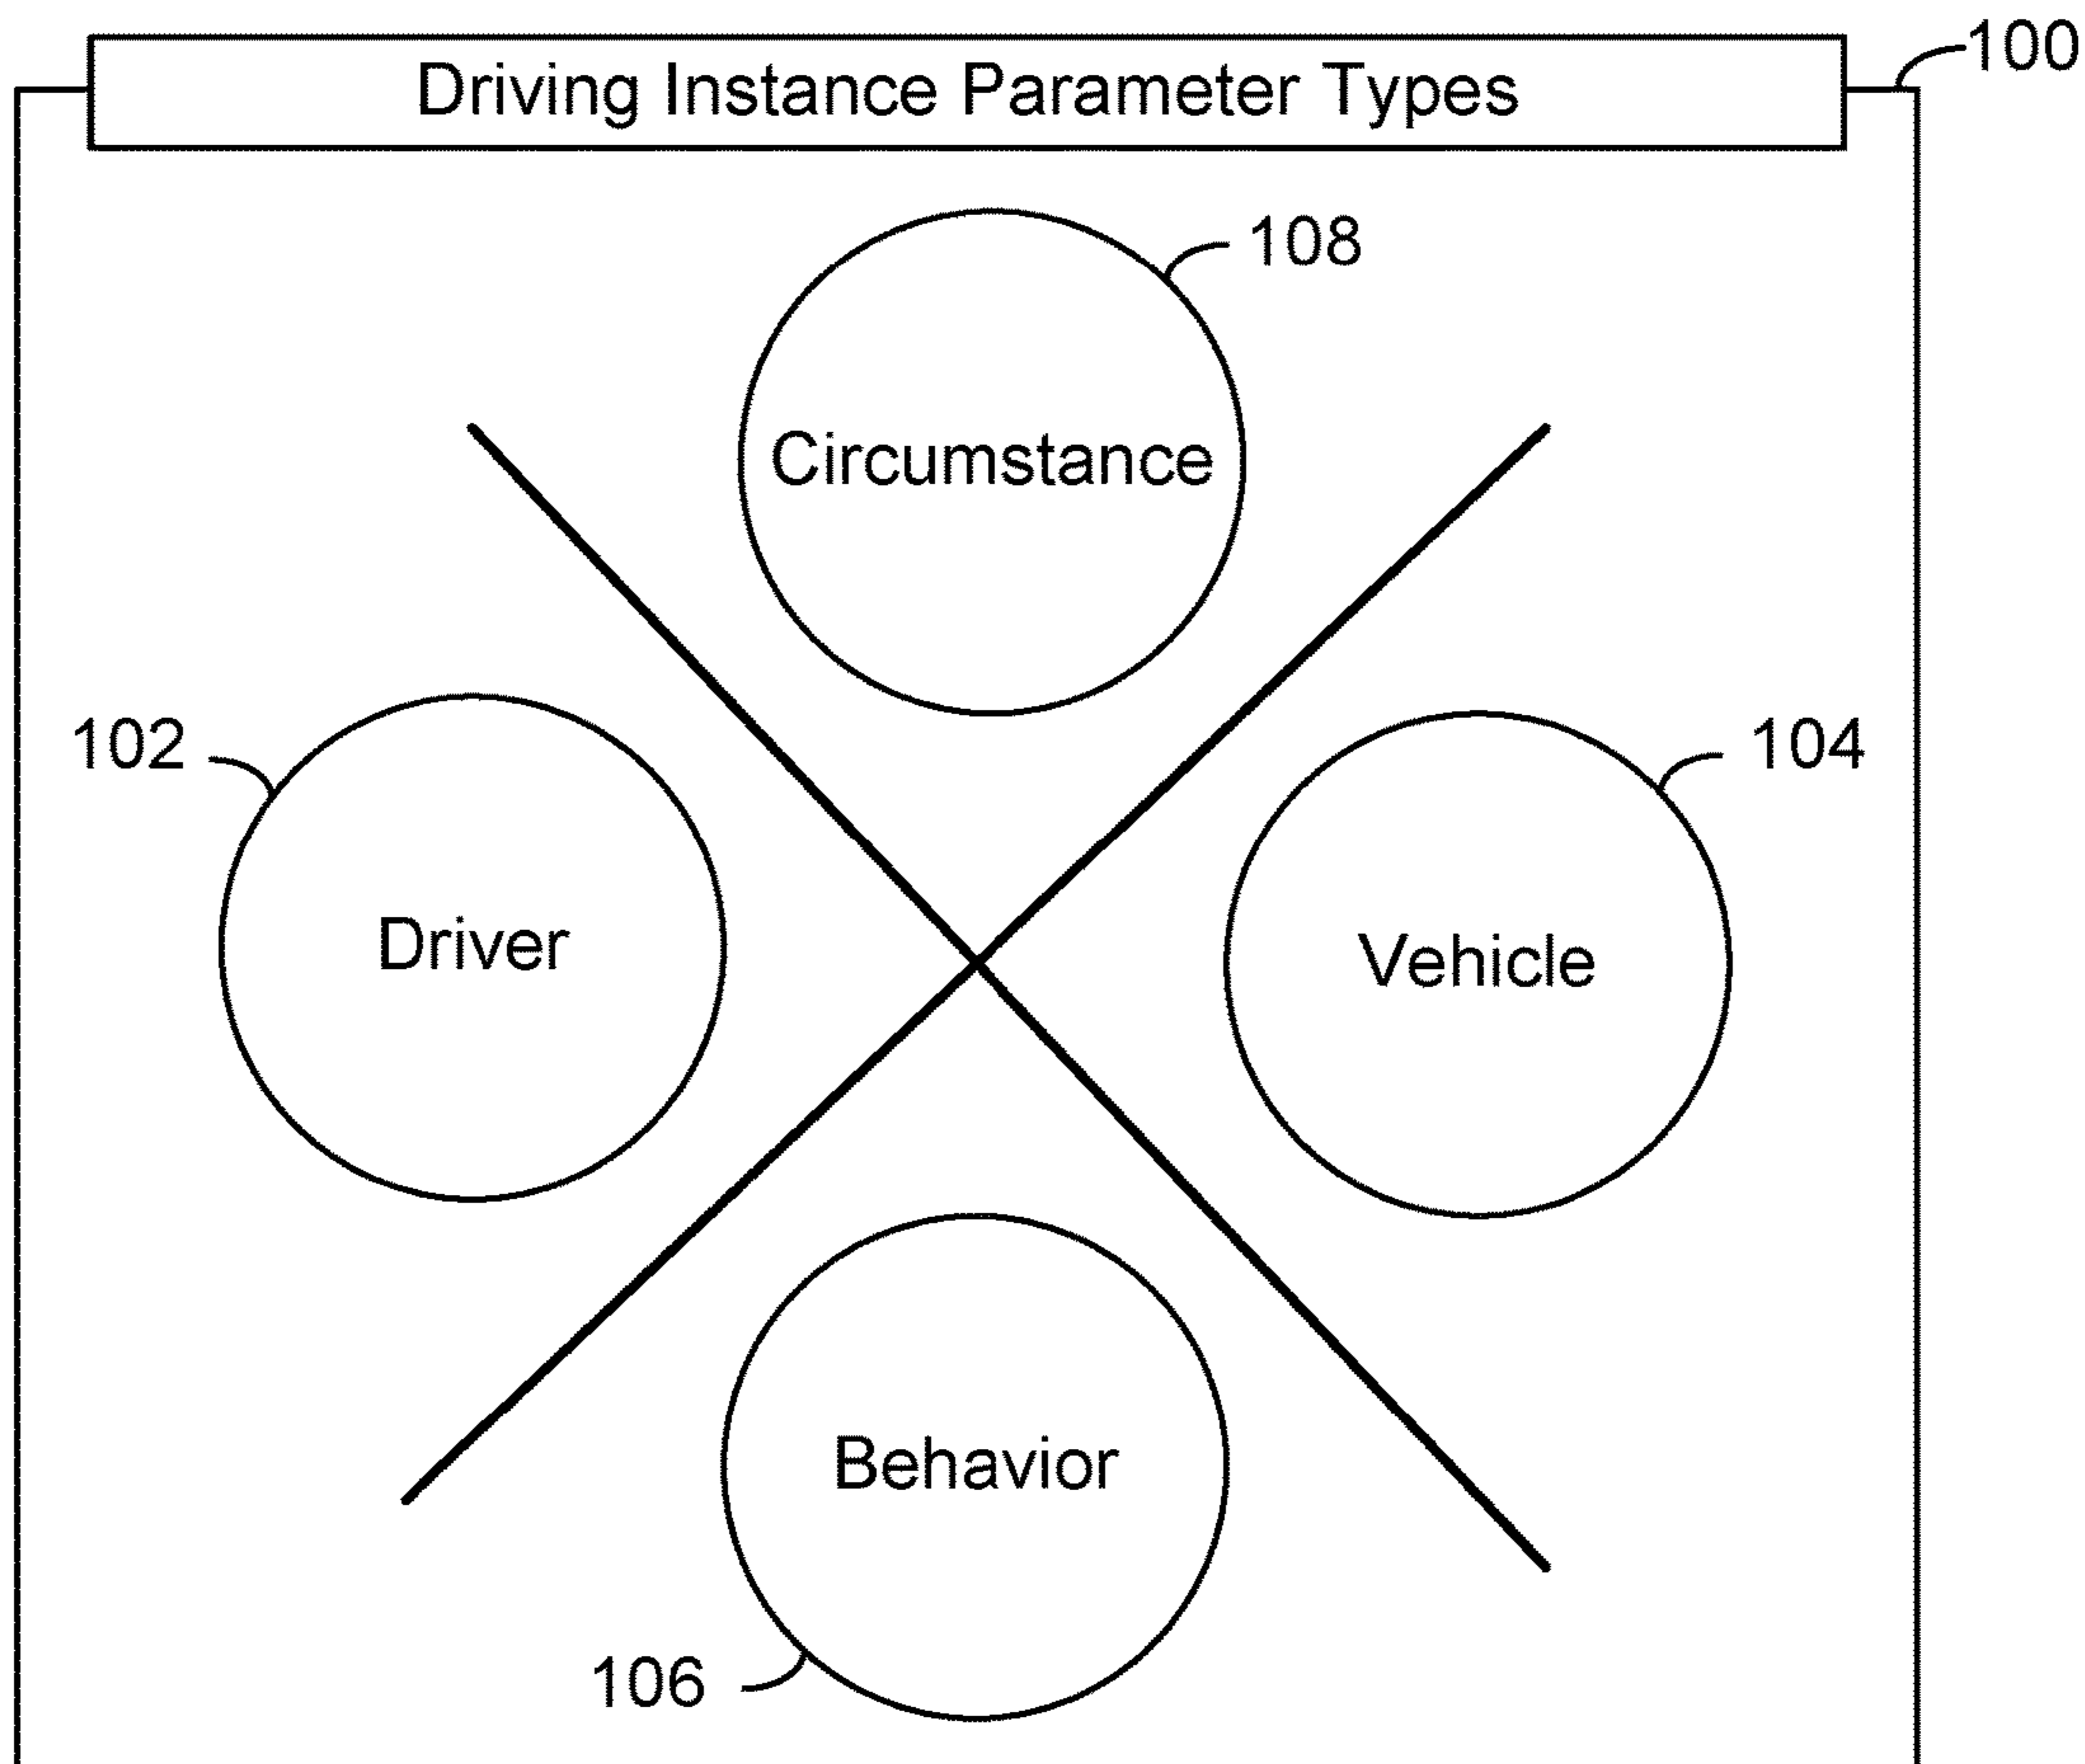 100
Driving Instance Parameter Types
108
Circumstance
102
104
Driver
Vehicle
Behavior
106